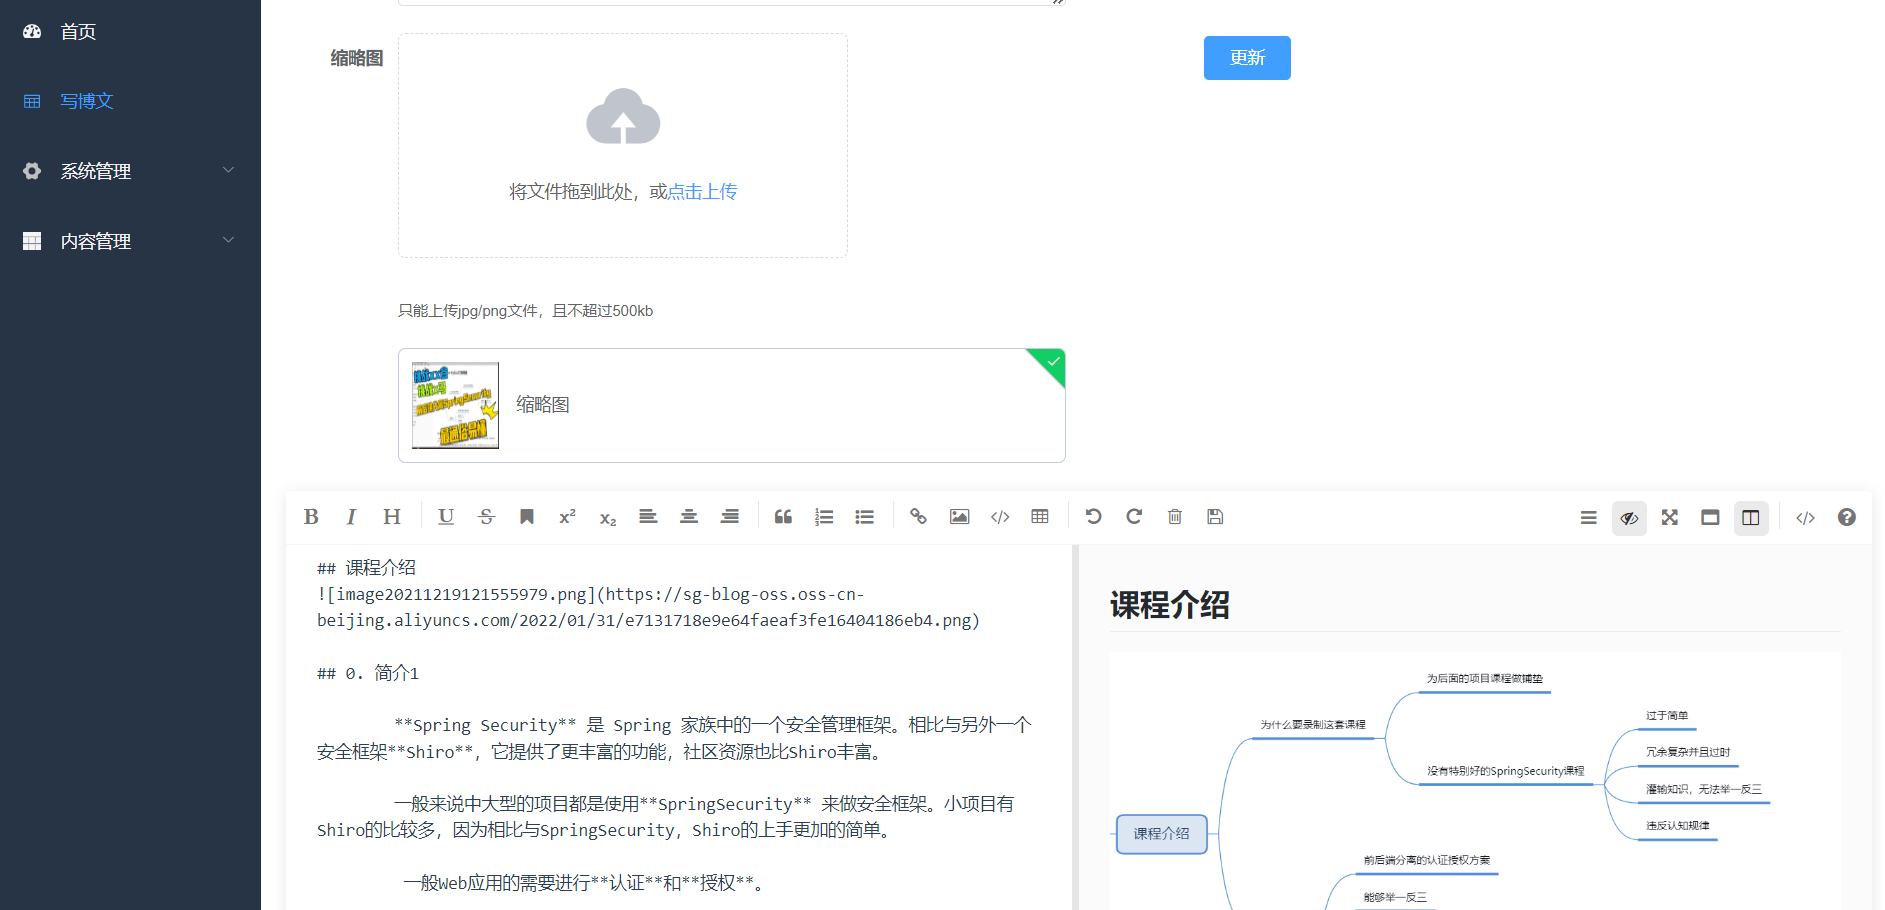 首页
写博文
系统管理
内容管理
缩略图
更新
将文件拖到此处，或点击上传
只能上传jpg/png文件，且不超过500kb
缩略图
## 课程介绍
![image20211219121555979.png](https://sg-blog-oss.oss-cn-
beijing.aliyuncs.com/2022/01/31/e7131718e9e64faeaf3fe16404186eb4.png)
## 0. 简介1
**Spring Security** 是 Spring 家族中的一个安全管理框架。相比与另外一个
安全框架**Shiro**，它提供了更丰富的功能，社区资源也比Shiro丰富。
一般来说中大型的项目都是使用**SpringSecurity** 来做安全框架。小项目有
Shiro的比较多，因为相比与SpringSecurity，Shiro的上手更加的简单。
一般Web应用的需要进行**认证**和**授权**。
课程介绍
为后面的项目课程做铺垫
为什么要录制这套课程
过于简单
冗余复杂并且过时
没有特别好的SpringSecurity课程
灌输知识，无法举一反三
违反认知规律
课程介绍
前后端分离的认证授权方案
能够举一反三